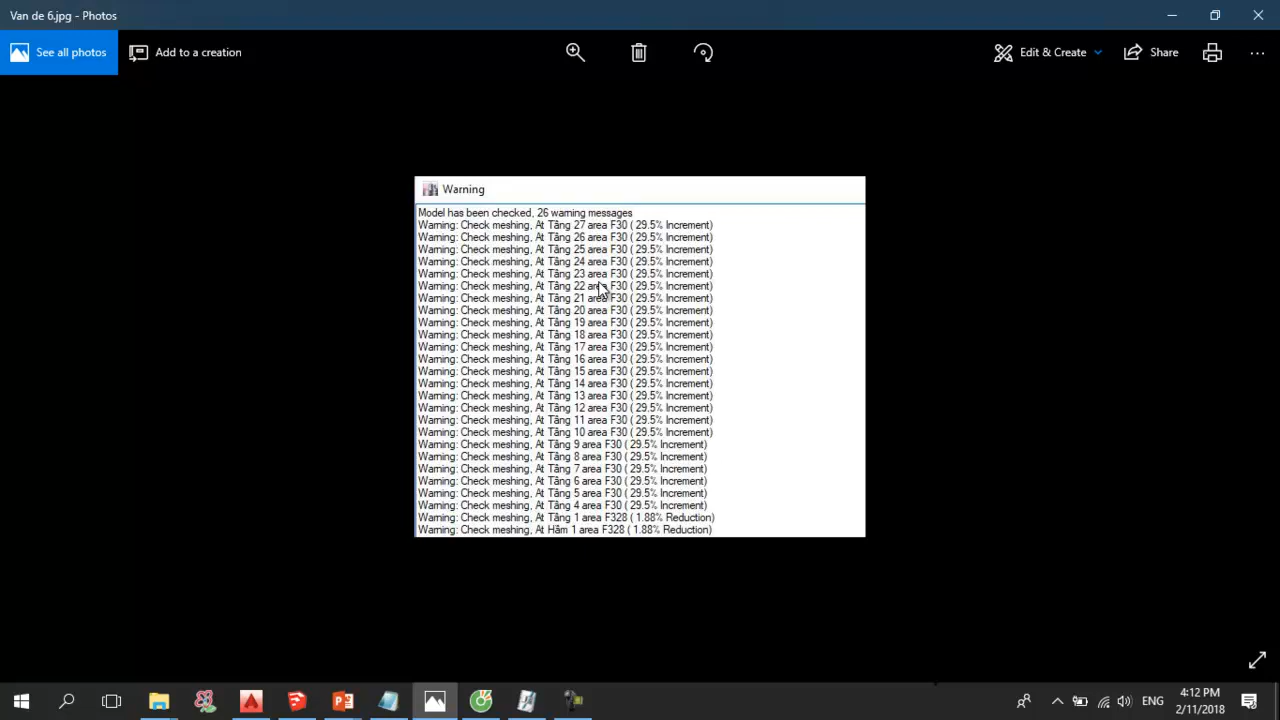 Van de 6.jpg - Photos
See all photos
Add to a creation
Edit & Create
Share
Warning
Model has been checked, 26 warning messages
Warning: Check meshing, At Tầng 27 area F30 ( 29.5% Increment)
Warning: Check meshing, At Tầng 26 area F30 ( 29.5% Increment)
Warning: Check meshing, At Tầng 25 area F30 ( 29.5% Increment)
Warning: Check meshing, At Tầng 24 area F30 ( 29.5% Increment)
Warning: Check meshing, At Tầng 23 area F30 ( 29.5% Increment)
Warning: Check meshing, At Tầng 22 area F30 ( 29.5% Increment)
Warning: Check meshing, At Tầng 21 area F30 ( 29.5% Increment)
Warning: Check meshing, At Tầng 20 area F30 ( 29.5% Increment)
Warning: Check meshing, At Tầng 19 area F30 ( 29.5% Increment)
Warning: Check meshing, At Tầng 18 area F30 ( 29.5% Increment)
Warning: Check meshing, At Tầng 17 area F30 ( 29.5% Increment)
Warning: Check meshing, At Tầng 16 area F30 ( 29.5% Increment)
Warning: Check meshing, At Tầng 15 area F30 ( 29.5% Increment)
Warning: Check meshing, At Tầng 14 area F30 ( 29.5% Increment)
Warning: Check meshing, At Tầng 13 area F30 ( 29.5% Increment)
Warning: Check meshing, At Tầng 12 area F30 ( 29.5% Increment)
Warning: Check meshing, At Tầng 11 area F30 ( 29.5% Increment)
Warning: Check meshing, At Tầng 10 area F30 ( 29.5% Increment)
Warning: Check meshing, At Tầng 9 area F30 ( 29.5% Increment)
Warning: Check meshing, At Tầng 8 area F30 ( 29.5% Increment)
Warning: Check meshing, At Tầng 7 area F30 ( 29.5% Increment)
Warning: Check meshing, At Tầng 6 area F30 ( 29.5% Increment)
Warning: Check meshing, At Tầng 5 area F30 ( 29.5% Increment)
Warning: Check meshing, At Tầng 4 area F30 ( 29.5% Increment)
Warning: Check meshing, At Tầng 1 area F328 ( 1.88% Reduction)
Warning: Check meshing, At Hầm 1 area F328 ( 1.88% Reduction)
ENG
4:12 PM
2/11/2018